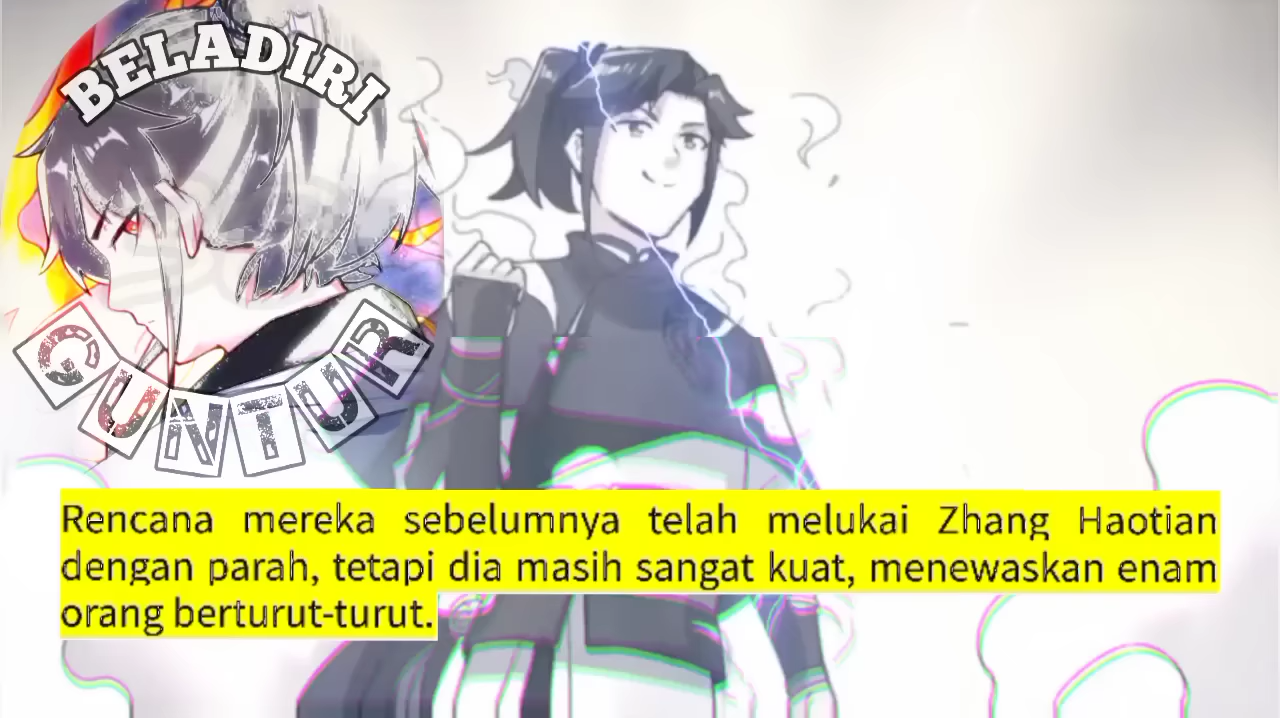 BELADIRI
GUNTUR
Rencana mereka sebelumnya telah melukai Zhang Haotian
dengan parah, tetapi dia masih sangat kuat, menewaskan enam
orang berturut-turut.